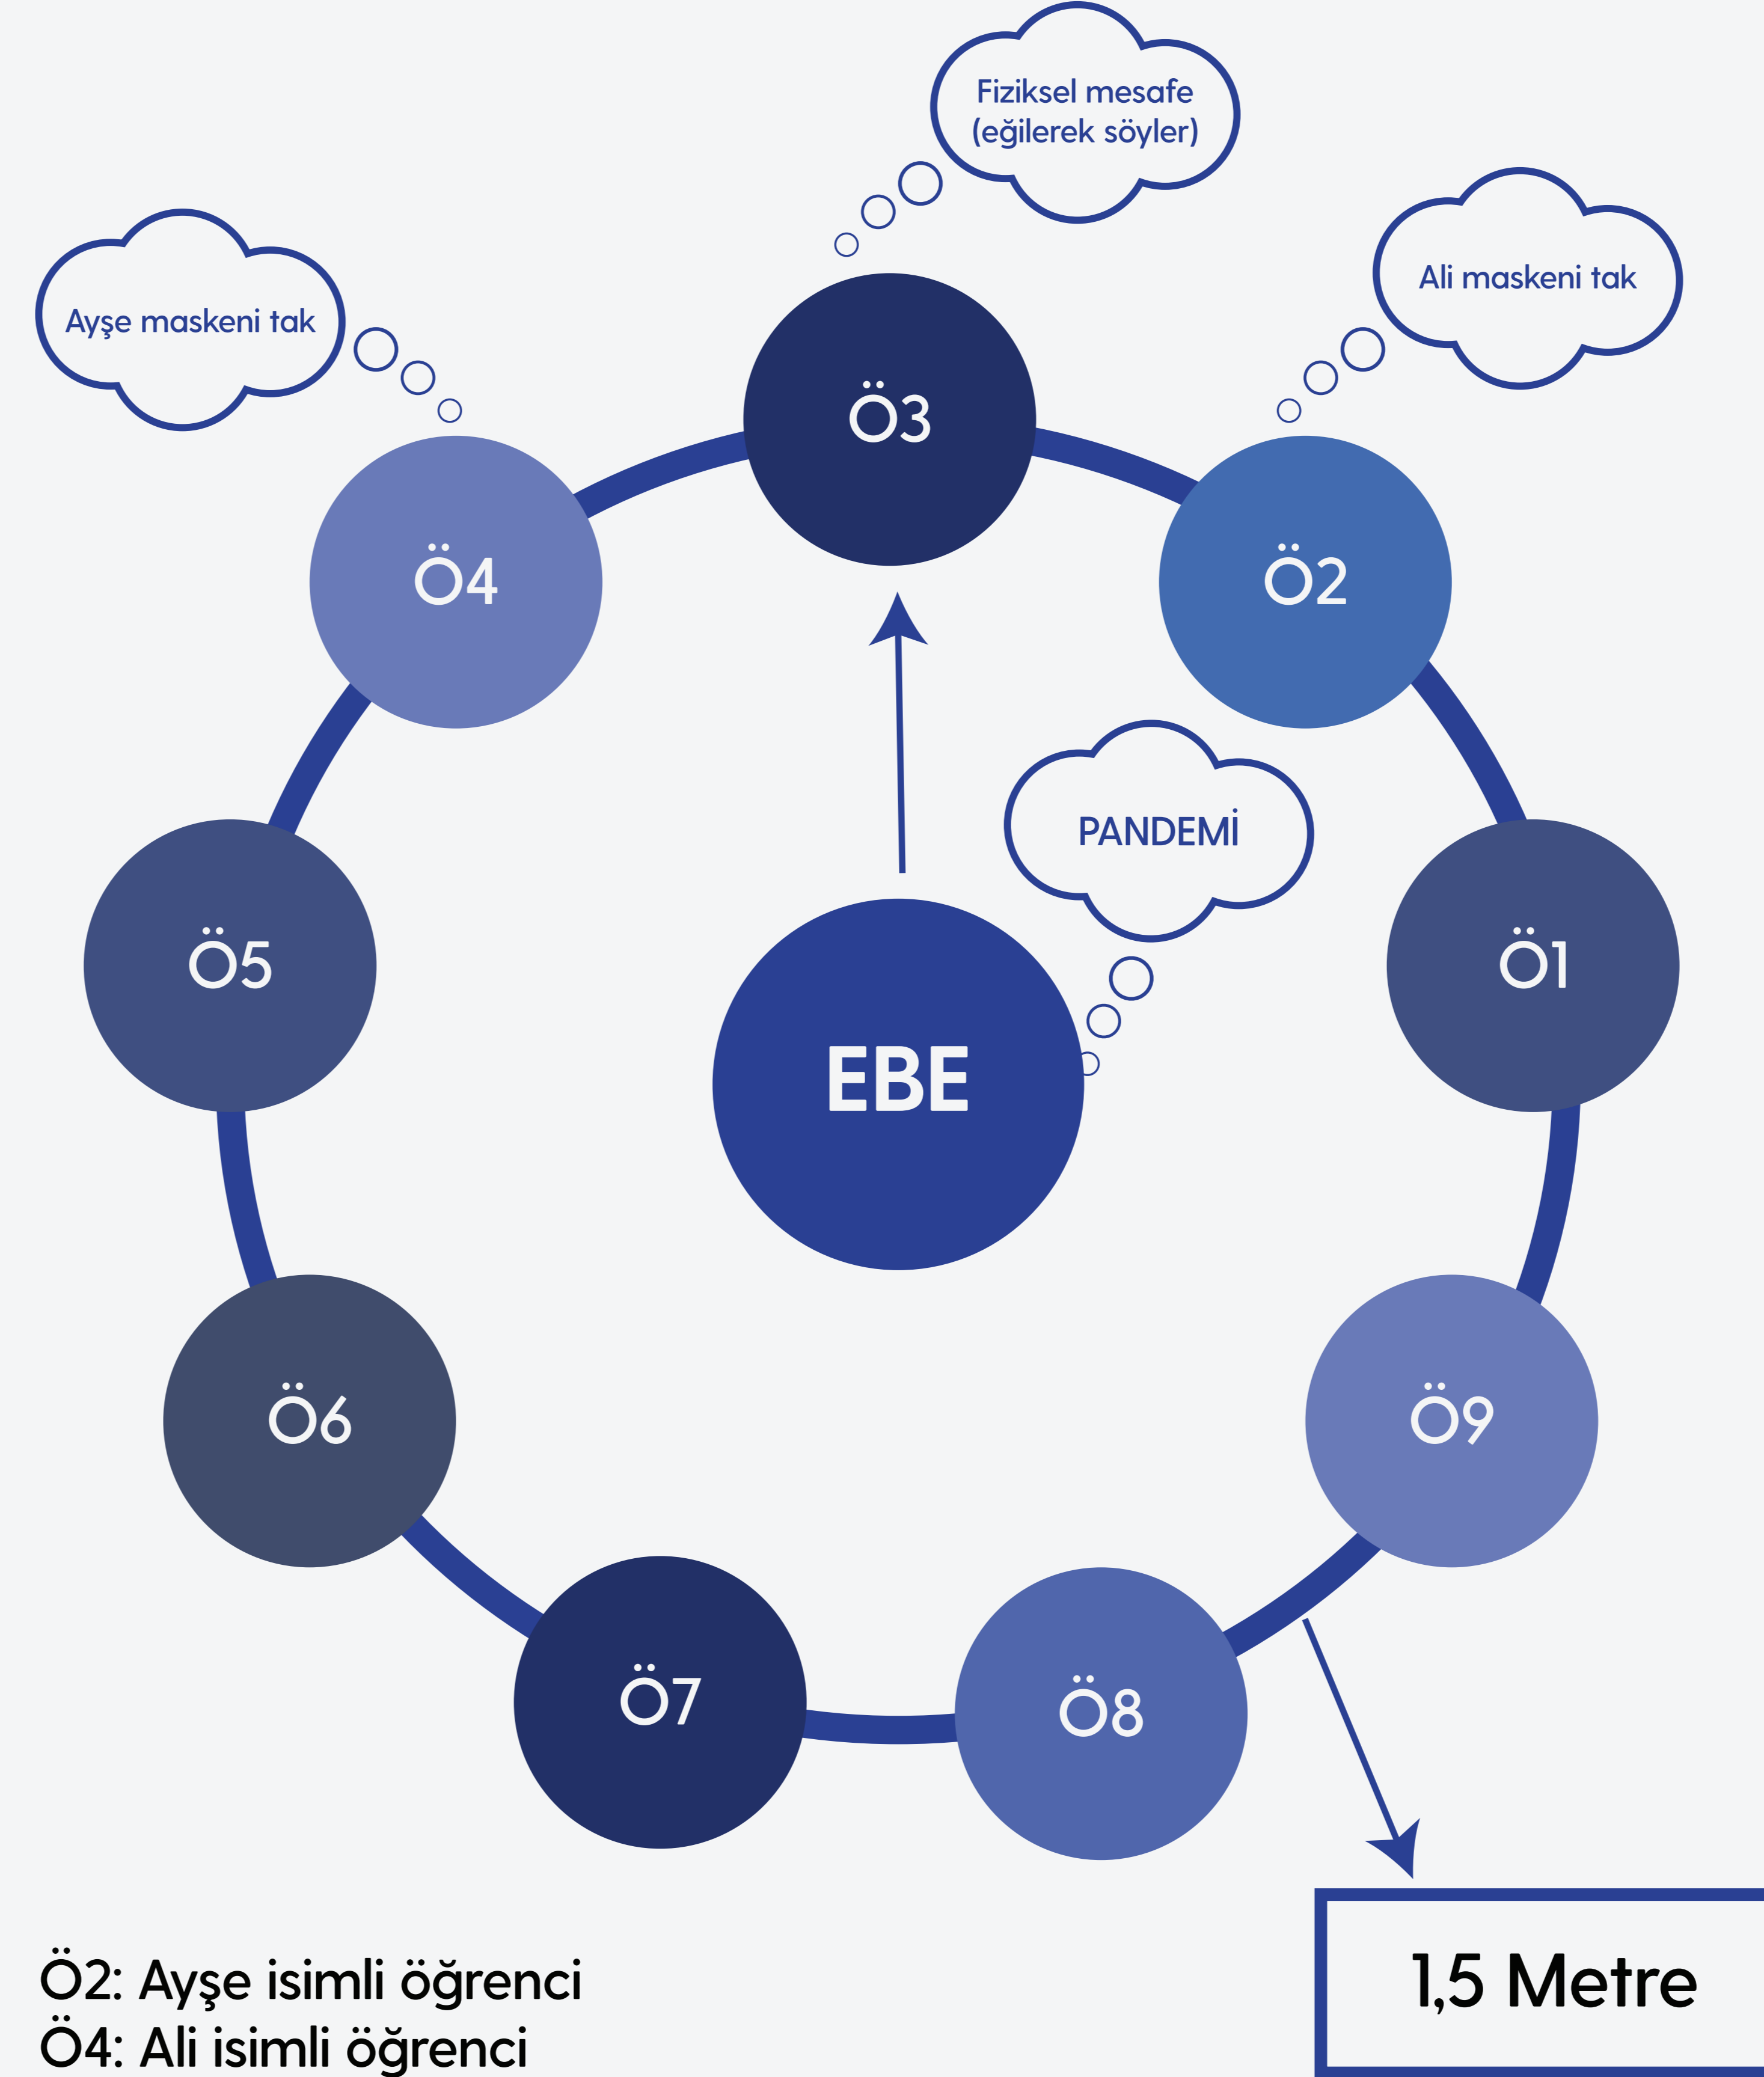 Fiziksel mesafe
(eğilerek söyler)
Ali maskeni tak
Ayşe maskeni tak
Ö3
Ö4
Ö2
PANDEMİ
Ö5
Ö1
EBE
Ö6
Ö9
Ö7
Ö8
1,5 Metre
Ö2: Ayşe isimli öğrenci
Ö4: Ali isimli öğrenci